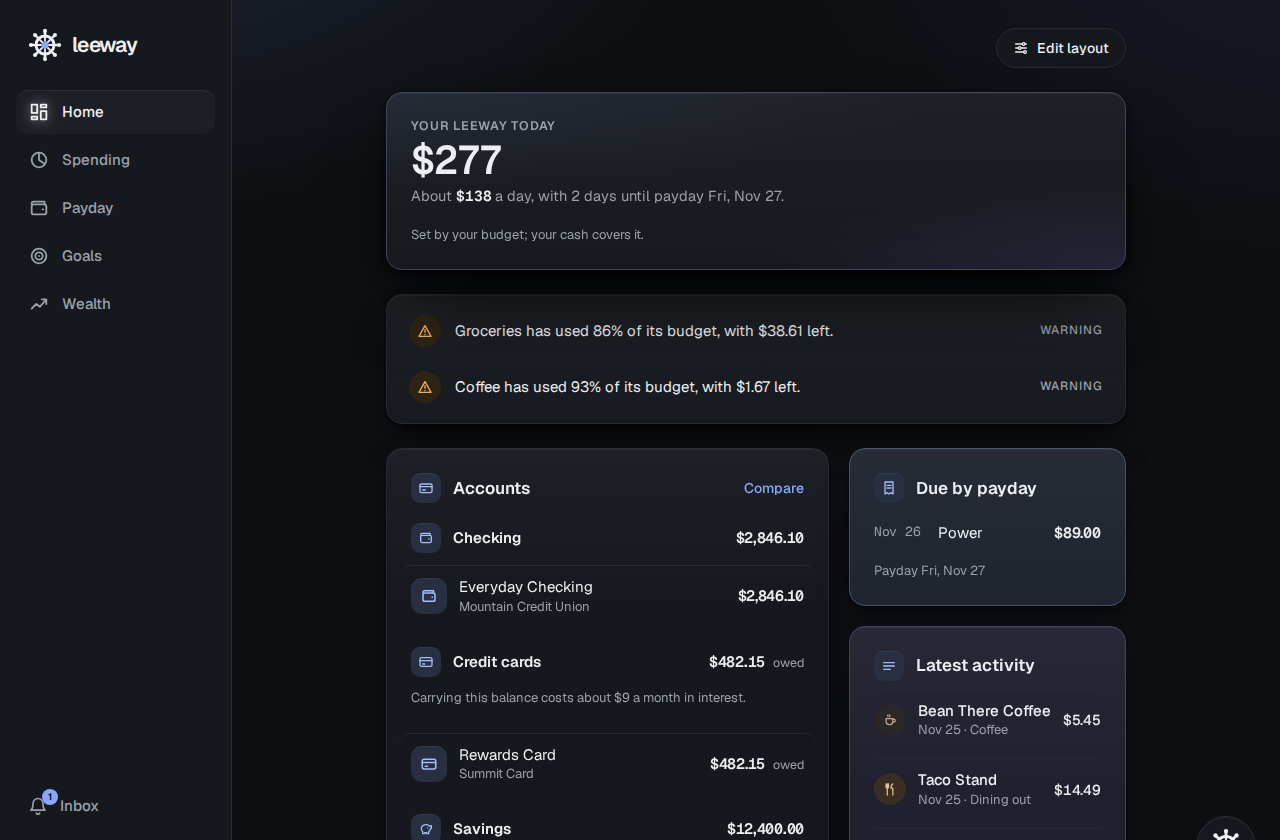 leeway
Home
Spending
Payday
Goals
Wealth
1
Inbox
Edit layout
YOUR LEEWAY TODAY
$277
About $138 a day, with 2 days until payday Fri, Nov 27.
Set by your budget; your cash covers it.
Groceries has used 86% of its budget, with $38.61 left. WARNING
Coffee has used 93% of its budget, with $1.67 left. WARNING
Accounts Compare
Checking $2,846.10
Everyday Checking $2,846.10
Mountain Credit Union
Credit cards $482.15 owed
Carrying this balance costs about $9 a month in interest.
Rewards Card $482.15 owed
Summit Card
Savings $12,400.00
Due by payday
Nov 26 Power $89.00
Payday Fri, Nov 27
Latest activity
Bean There Coffee $5.45
Nov 25 · Coffee
Taco Stand $14.49
Nov 25 · Dining out